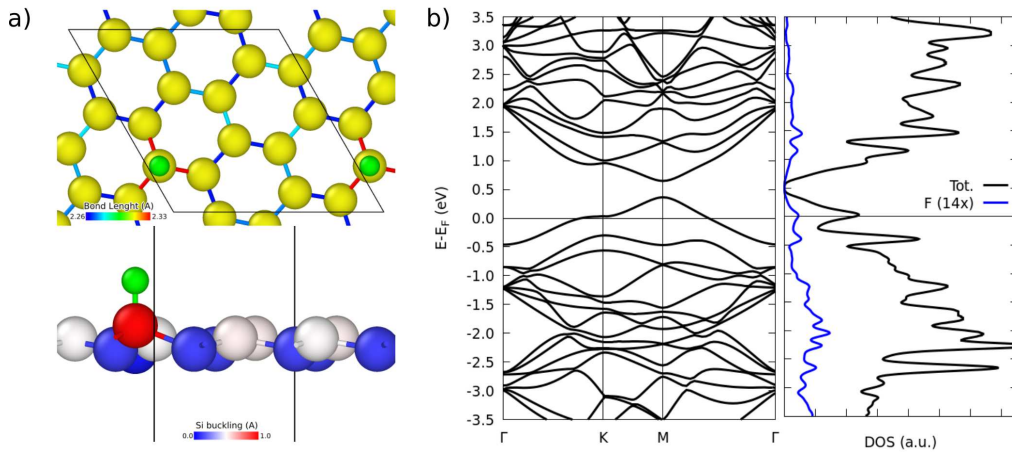 a)
Bond Lenght (A)
2.26
2.33
Si buckling (A)
0.0
1.0
b)
E-E_F (eV)
3.5
3.0
2.5
2.0
1.5
1.0
0.5
0.0
-0.5
-1.0
-1.5
-2.0
-2.5
-3.0
-3.5
Γ
K
M
Γ
Tot.
F (14x)
DOS (a.u.)